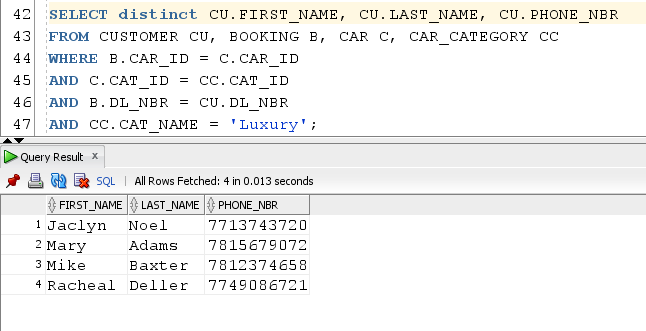 42 SELECT distinct CU.FIRST_NAME, CU.LAST_NAME, CU.PHONE_NBR
43 FROM CUSTOMER CU, BOOKING B, CAR C, CAR_CATEGORY CC
44 WHERE B.CAR_ID = C.CAR_ID
45 AND C.CAT_ID = CC.CAT_ID
46 AND B.DL_NBR = CU.DL_NBR
47 AND CC.CAT_NAME = 'Luxury';
Query Result x
SQL | All Rows Fetched: 4 in 0.013 seconds
FIRST_NAME LAST_NAME PHONE_NBR
1 Jaclyn Noel 7713743720
2 Mary Adams 7815679072
3 Mike Baxter 7812374658
4 Racheal Deller 7749086721